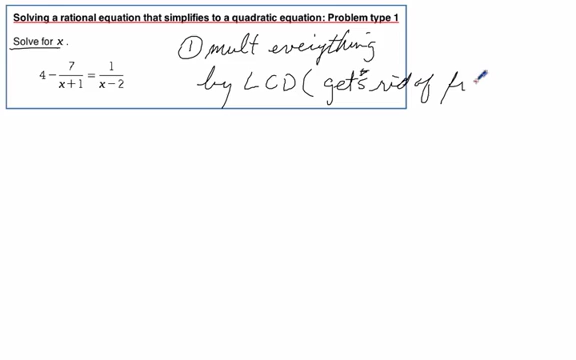 Solving a rational equation that simplifies to a quadratic equation: Problem type 1
Solve for x.
4 − 7/(x+1) = 1/(x−2)
① mult everything
by LCD ( gets rid of fr